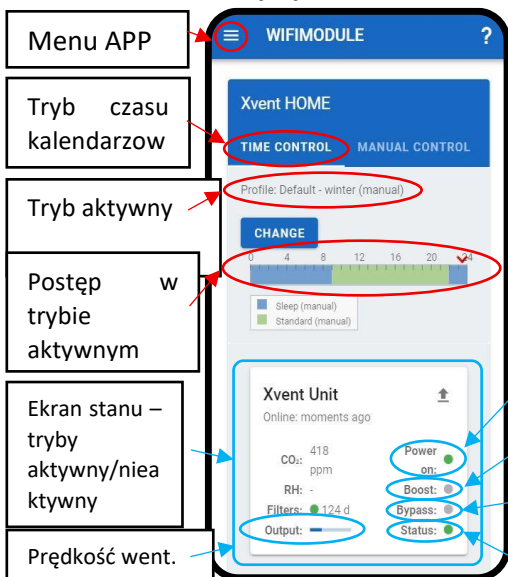 Menu APP
Tryb czasu
kalendarzow
Tryb aktywny
Postęp w
trybie
aktywnym
Ekran stanu –
tryby
aktywny/niea
ktywny
Prędkość went.
WIFIMODULE ?
Xvent HOME
TIME CONTROL MANUAL CONTROL
Profile: Default - winter (manual)
CHANGE
0 4 8 12 16 20 24
Sleep (manual)
Standard (manual)
Xvent Unit
Online: moments ago
CO₂: 418
ppm
Power
on:
RH: - Boost:
Filters: 124 d Bypass:
Output: Status: